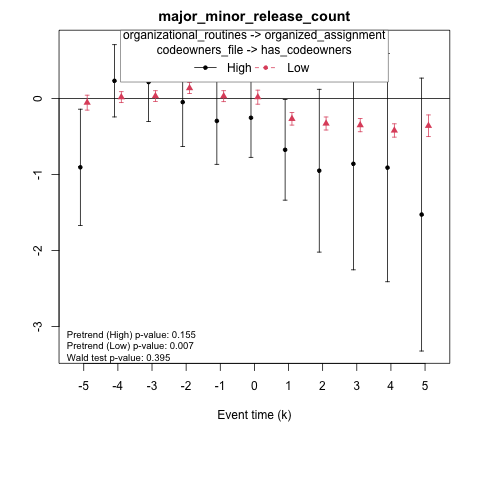 major_minor_release_count
organizational_routines -> organized_assignment
codeowners_file -> has_codeowners
High Low
0
-1
-2
-3
Pretrend (High) p-value: 0.155
Pretrend (Low) p-value: 0.007
Wald test p-value: 0.395
-5 -4 -3 -2 -1 0 1 2 3 4 5
Event time (k)